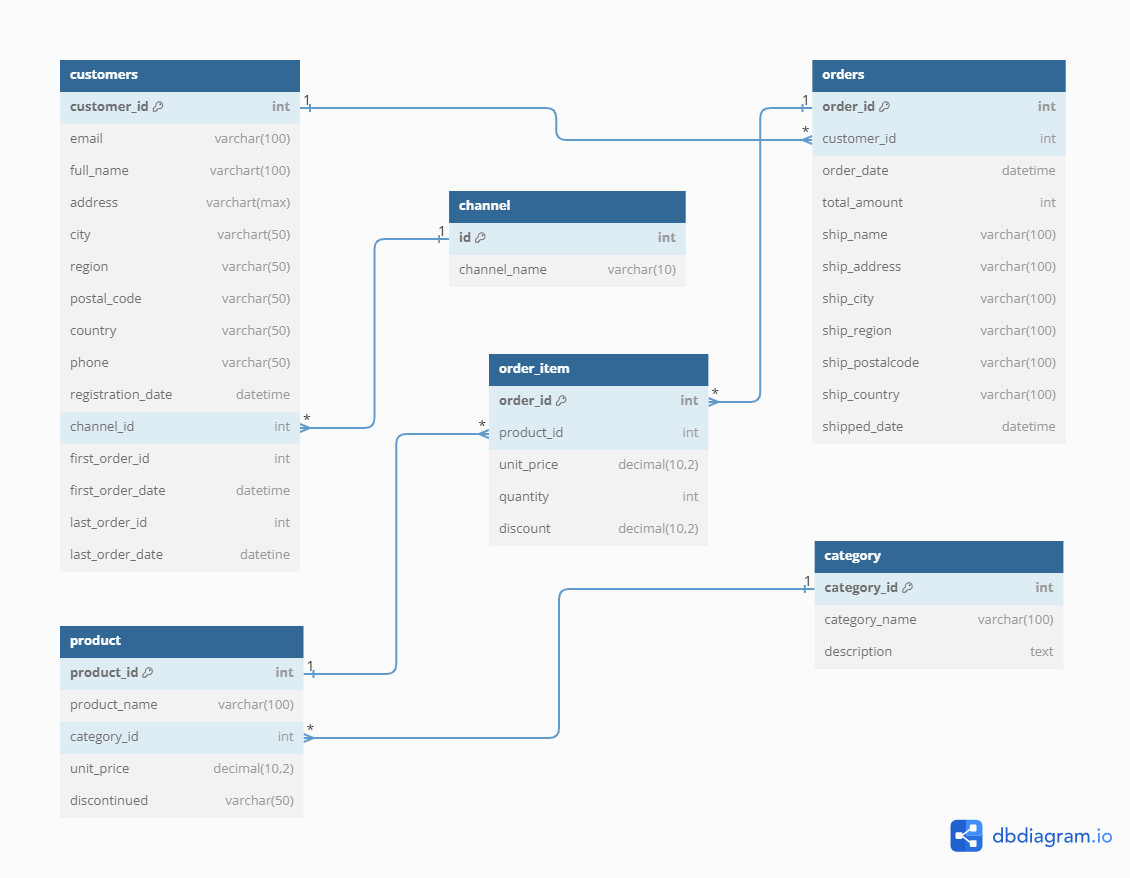 customers
customer_id int
email varchar(100)
full_name varchart(100)
address varchart(max)
city varchart(50)
region varchar(50)
postal_code varchar(50)
country varchar(50)
phone varchar(50)
registration_date datetime
channel_id int
first_order_id int
first_order_date datetime
last_order_id int
last_order_date datetine
1
*
channel
id int
channel_name varchar(10)
1
orders
order_id int
customer_id int
order_date datetime
total_amount int
ship_name varchar(100)
ship_address varchar(100)
ship_city varchar(100)
ship_region varchar(100)
ship_postalcode varchar(100)
ship_country varchar(100)
shipped_date datetime
1
*
order_item
order_id int
product_id int
unit_price decimal(10,2)
quantity int
discount decimal(10,2)
*
*
product
product_id int
product_name varchar(100)
category_id int
unit_price decimal(10,2)
discontinued varchar(50)
1
*
category
category_id int
category_name varchar(100)
description text
1
dbdiagram.io